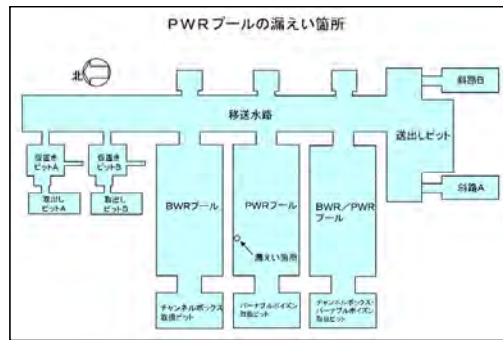 PWRプールの漏えい箇所
北
斜路B
移送水路
送出しピット
仮置き
ピットA
仮置き
ピットB
取出し
ピットA
取出し
ピットB
BWRプール
PWRプール
BWR/PWR
プール
斜路A
漏えい箇所
チャンネルボックス
取扱ピット
バーナブルポイズン
取扱ピット
チャンネルボックス・
バーナブルポイズン
取扱ピット